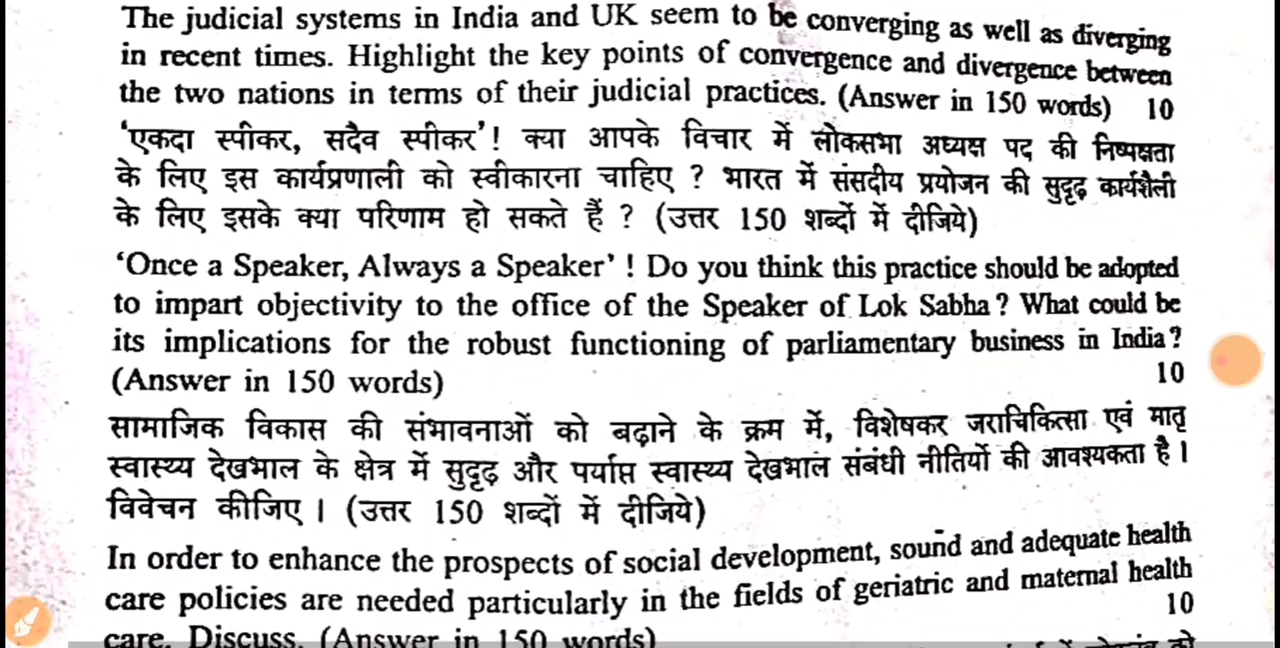 The judicial systems in India and UK seem to be converging as well as diverging
in recent times. Highlight the key points of convergence and divergence between
the two nations in terms of their judicial practices. (Answer in 150 words) 10
'एकदा स्पीकर, सदैव स्पीकर'! क्या आपके विचार में लोकसभा अध्यक्ष पद की निष्पक्षता
के लिए इस कार्यप्रणाली को स्वीकारना चाहिए ? भारत में संसदीय प्रयोजन की सुदृढ़ कार्यशैली
के लिए इसके क्या परिणाम हो सकते हैं ? (उत्तर 150 शब्दों में दीजिये)
'Once a Speaker, Always a Speaker' ! Do you think this practice should be adopted
to impart objectivity to the office of the Speaker of Lok Sabha? What could be
its implications for the robust functioning of parliamentary business in India?
(Answer in 150 words) 10
सामाजिक विकास की संभावनाओं को बढ़ाने के क्रम में, विशेषकर जराचिकित्सा एवं मातृ
स्वास्थ्य देखभाल के क्षेत्र में सुदृढ़ और पर्याप्त स्वास्थ्य देखभाल संबंधी नीतियों की आवश्यकता है ।
विवेचन कीजिए । (उत्तर 150 शब्दों में दीजिये)
In order to enhance the prospects of social development, sound and adequate health
care policies are needed particularly in the fields of geriatric and maternal health
care. Discuss. (Answer in 150 words) 10